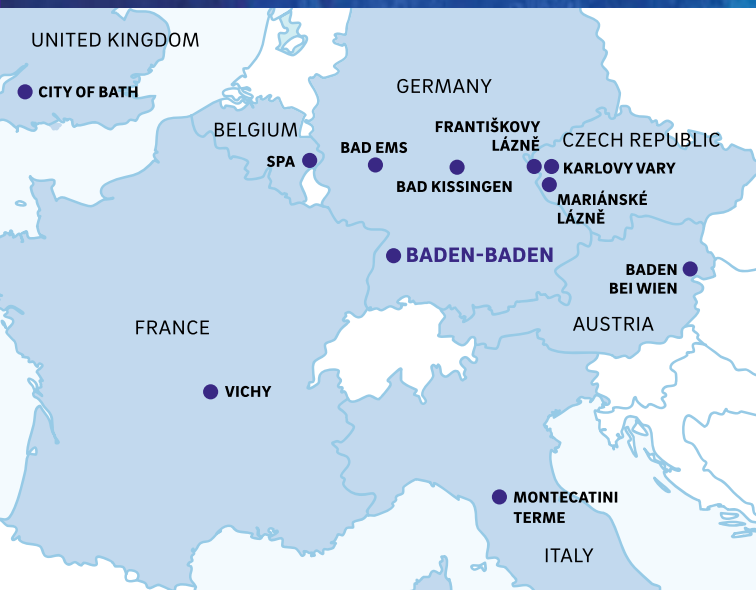 UNITED KINGDOM
CITY OF BATH
GERMANY
BELGIUM
FRANTIŠKOVY
LÁZNĚ
CZECH REPUBLIC
BAD EMS
SPA
KARLOVY VARY
BAD KISSINGEN
MARIÁNSKÉ
LÁZNĚ
BADEN-BADEN
BADEN
BEI WIEN
FRANCE
AUSTRIA
VICHY
MONTECATINI
TERME
ITALY